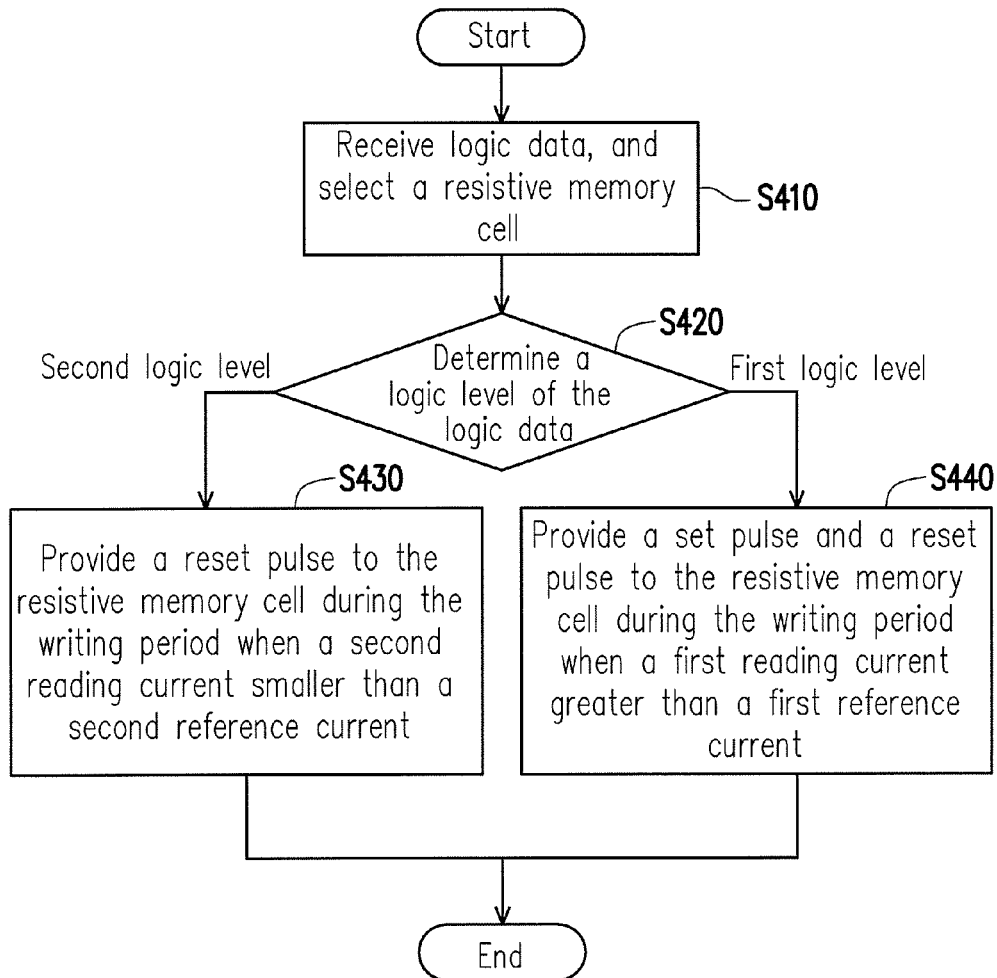 Start
Receive logic data, and
select a resistive memory
cell
S410
S420
Determine a
logic level of the
logic data
Second logic level
First logic level
S430
Provide a reset pulse to the
resistive memory cell during the
writing period when a second
reading current smaller than a
second reference current
S440
Provide a set pulse and a reset
pulse to the resistive memory
cell during the writing period
when a first reading current
greater than a first reference
current
End